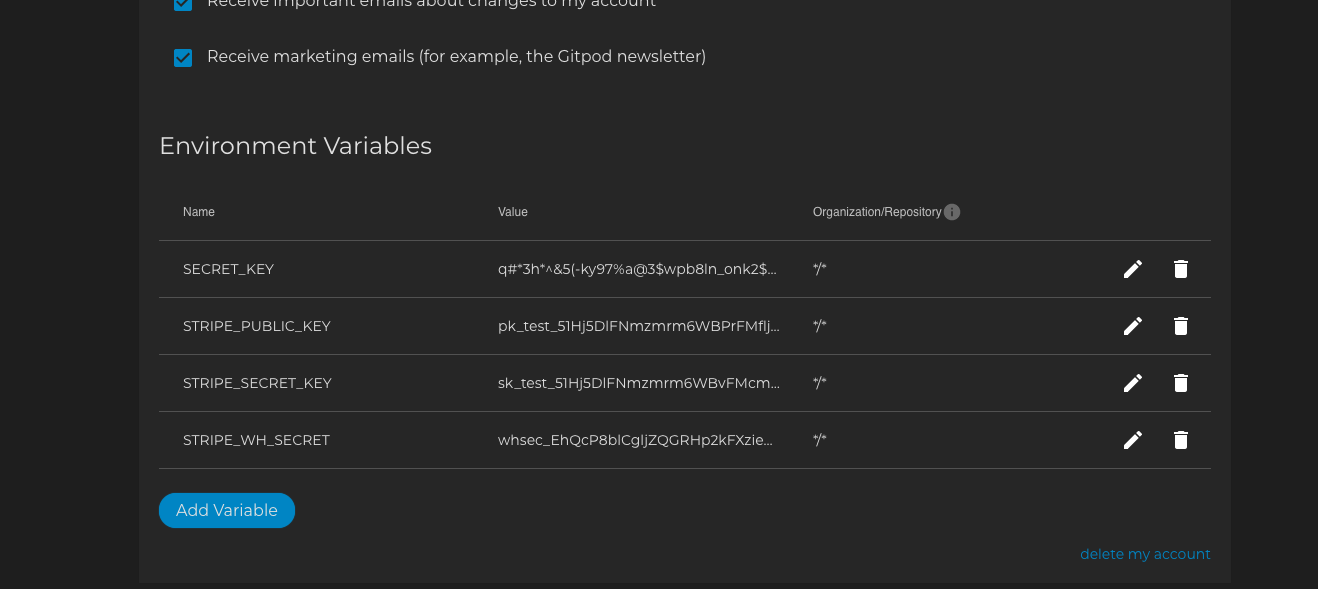 Receive important emails about changes to my account
Receive marketing emails (for example, the Gitpod newsletter)
Environment Variables
Name Value Organization/Repository
SECRET_KEY q#*3h*^&5(-ky97%a@3$wpb8ln_onk2$... */*
STRIPE_PUBLIC_KEY pk_test_51Hj5DlFNmzmrm6WBPrFMflj... */*
STRIPE_SECRET_KEY sk_test_51Hj5DlFNmzmrm6WBvFMcm... */*
STRIPE_WH_SECRET whsec_EhQcP8blCgljZQGRHp2kFXzie... */*
Add Variable
delete my account